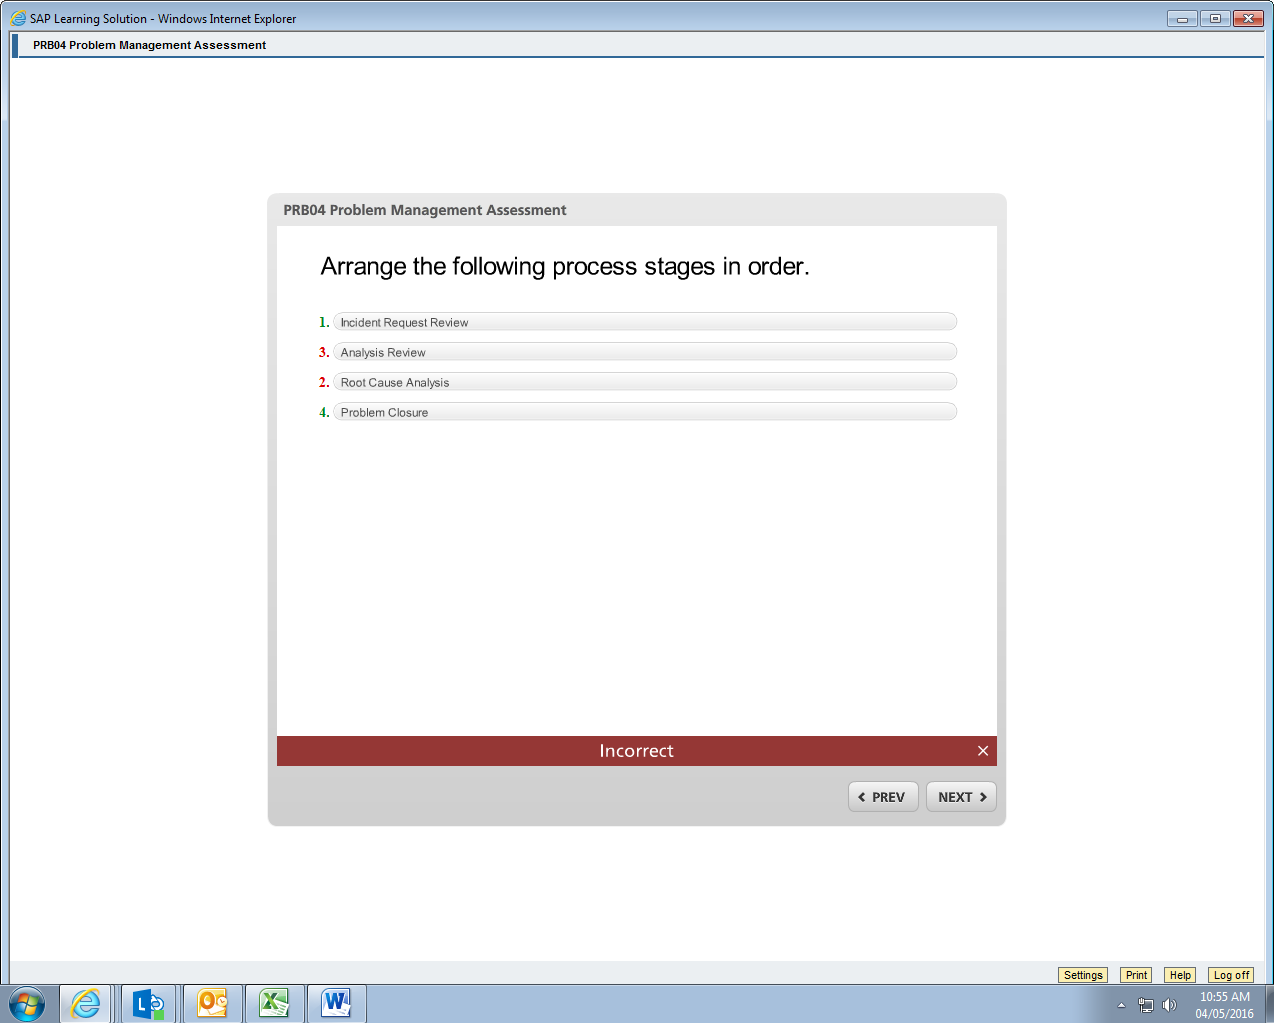 SAP Learning Solution - Windows Internet Explorer
PRB04 Problem Management Assessment
PRB04 Problem Management Assessment
Arrange the following process stages in order.
1. Incident Request Review
3. Analysis Review
2. Root Cause Analysis
4. Problem Closure
Incorrect
PREV NEXT
Settings Print Help Log off
10:55 AM
04/05/2016